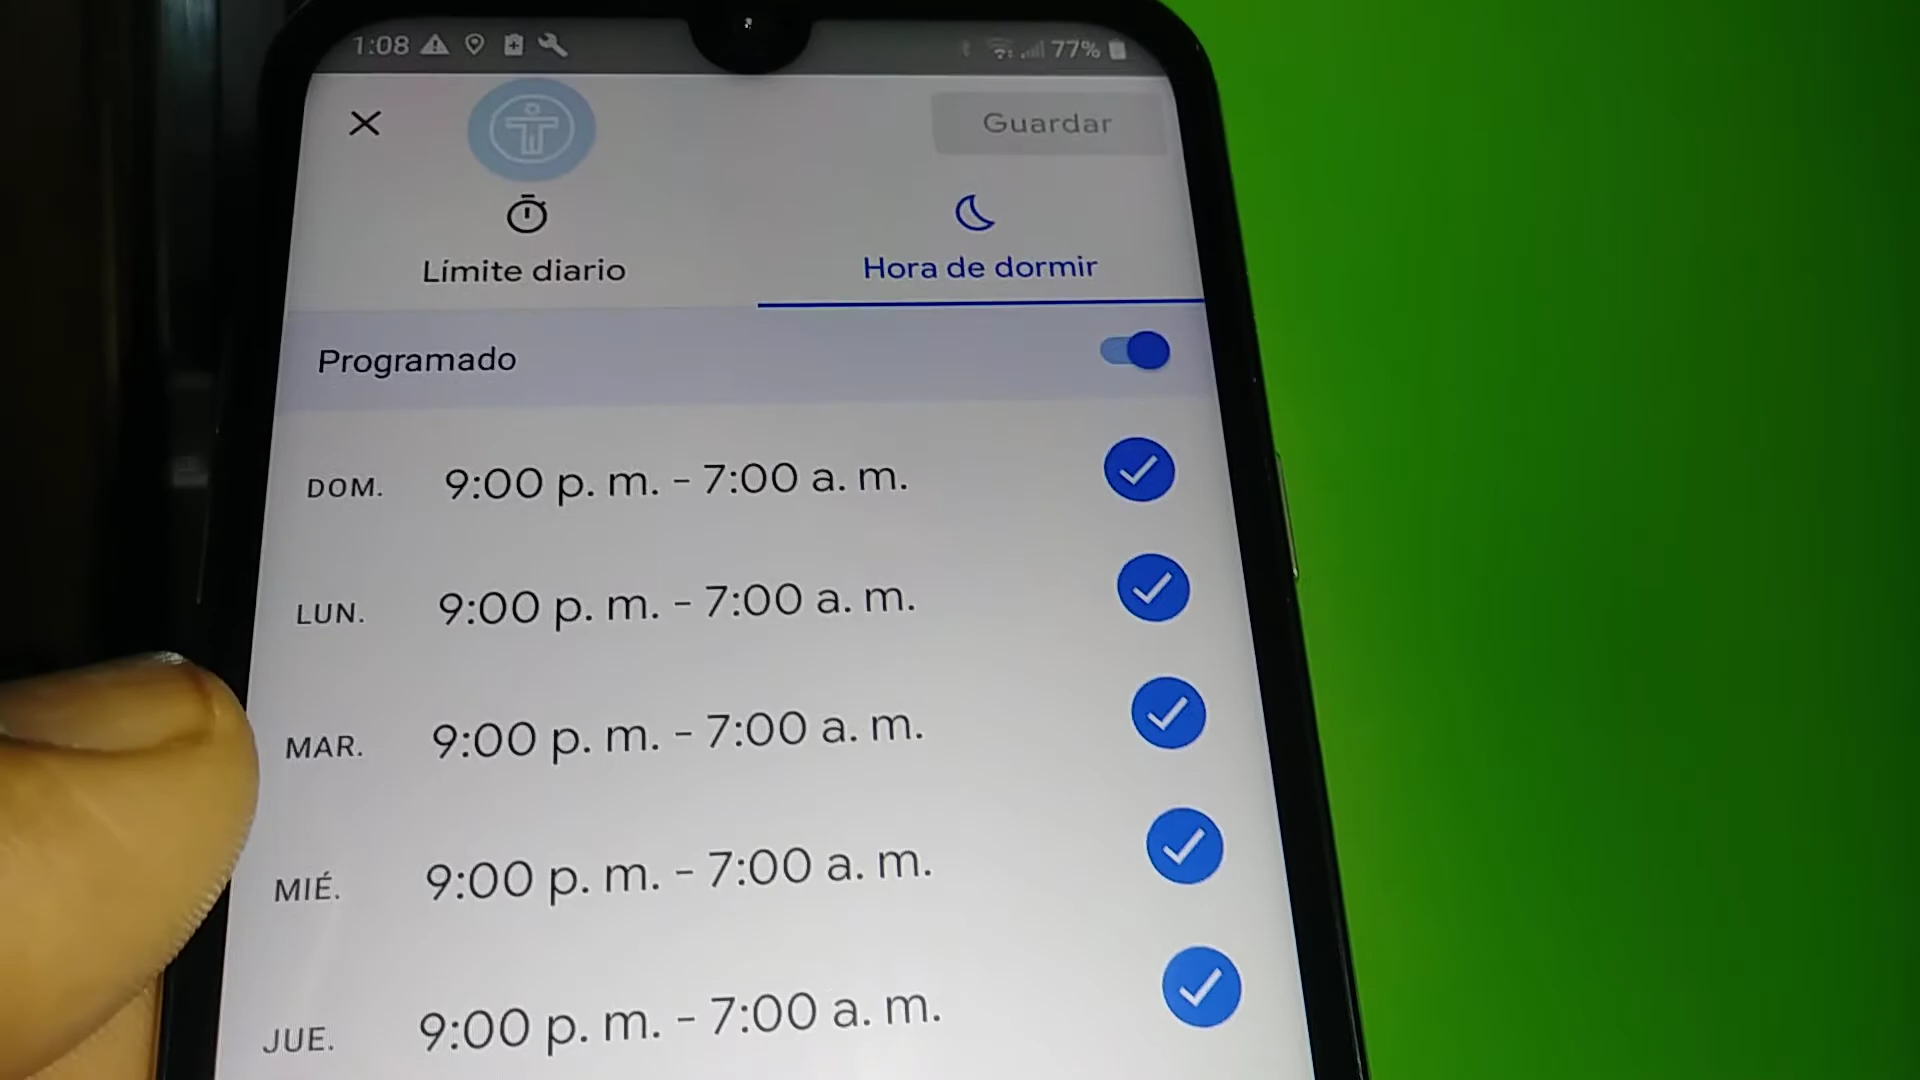 1:08 77%
Guardar
Límite diario
Hora de dormir
Programado
DOM. 9:00 p. m. - 7:00 a. m.
LUN. 9:00 p. m. - 7:00 a. m.
MAR. 9:00 p. m. - 7:00 a. m.
MIÉ. 9:00 p. m. - 7:00 a. m.
JUE. 9:00 p. m. - 7:00 a. m.